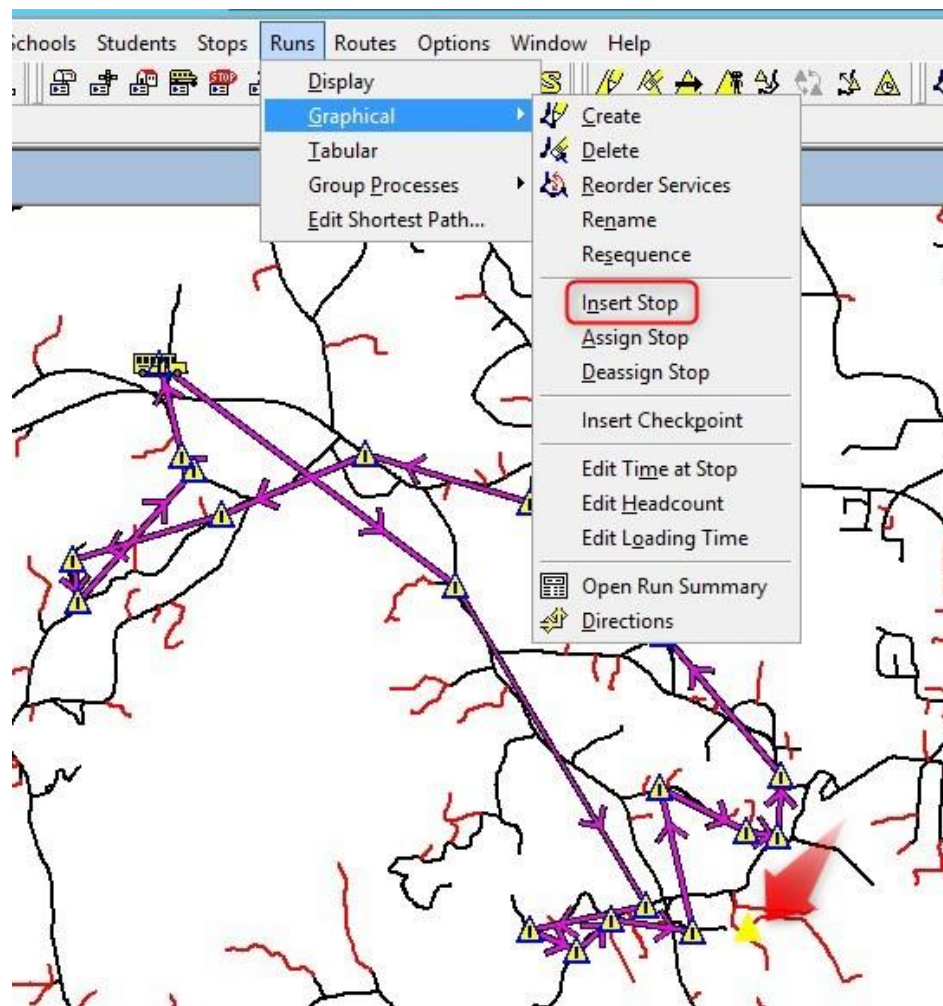 Schools Students Stops Runs Routes Options Window Help
STOP
S
Display
Graphical
Tabular
Group Processes
Edit Shortest Path...
Create
Delete
Reorder Services
Rename
Resequence
Insert Stop
Assign Stop
Deassign Stop
Insert Checkpoint
Edit Time at Stop
Edit Headcount
Edit Loading Time
Open Run Summary
Directions